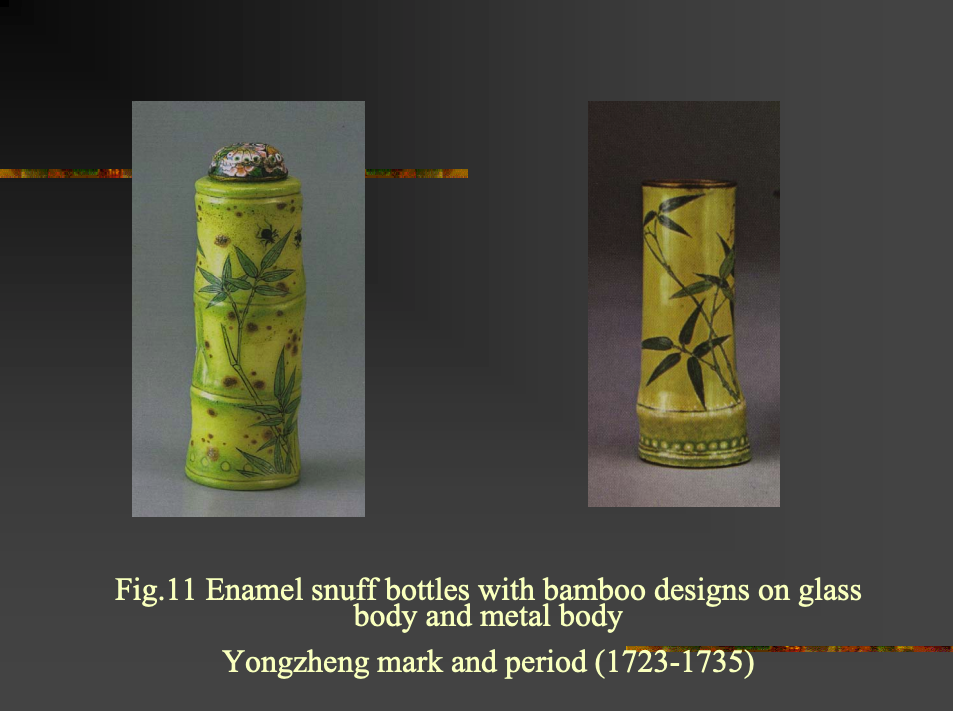 Fig.11 Enamel snuff bottles with bamboo designs on glass
body and metal body
Yongzheng mark and period (1723-1735)